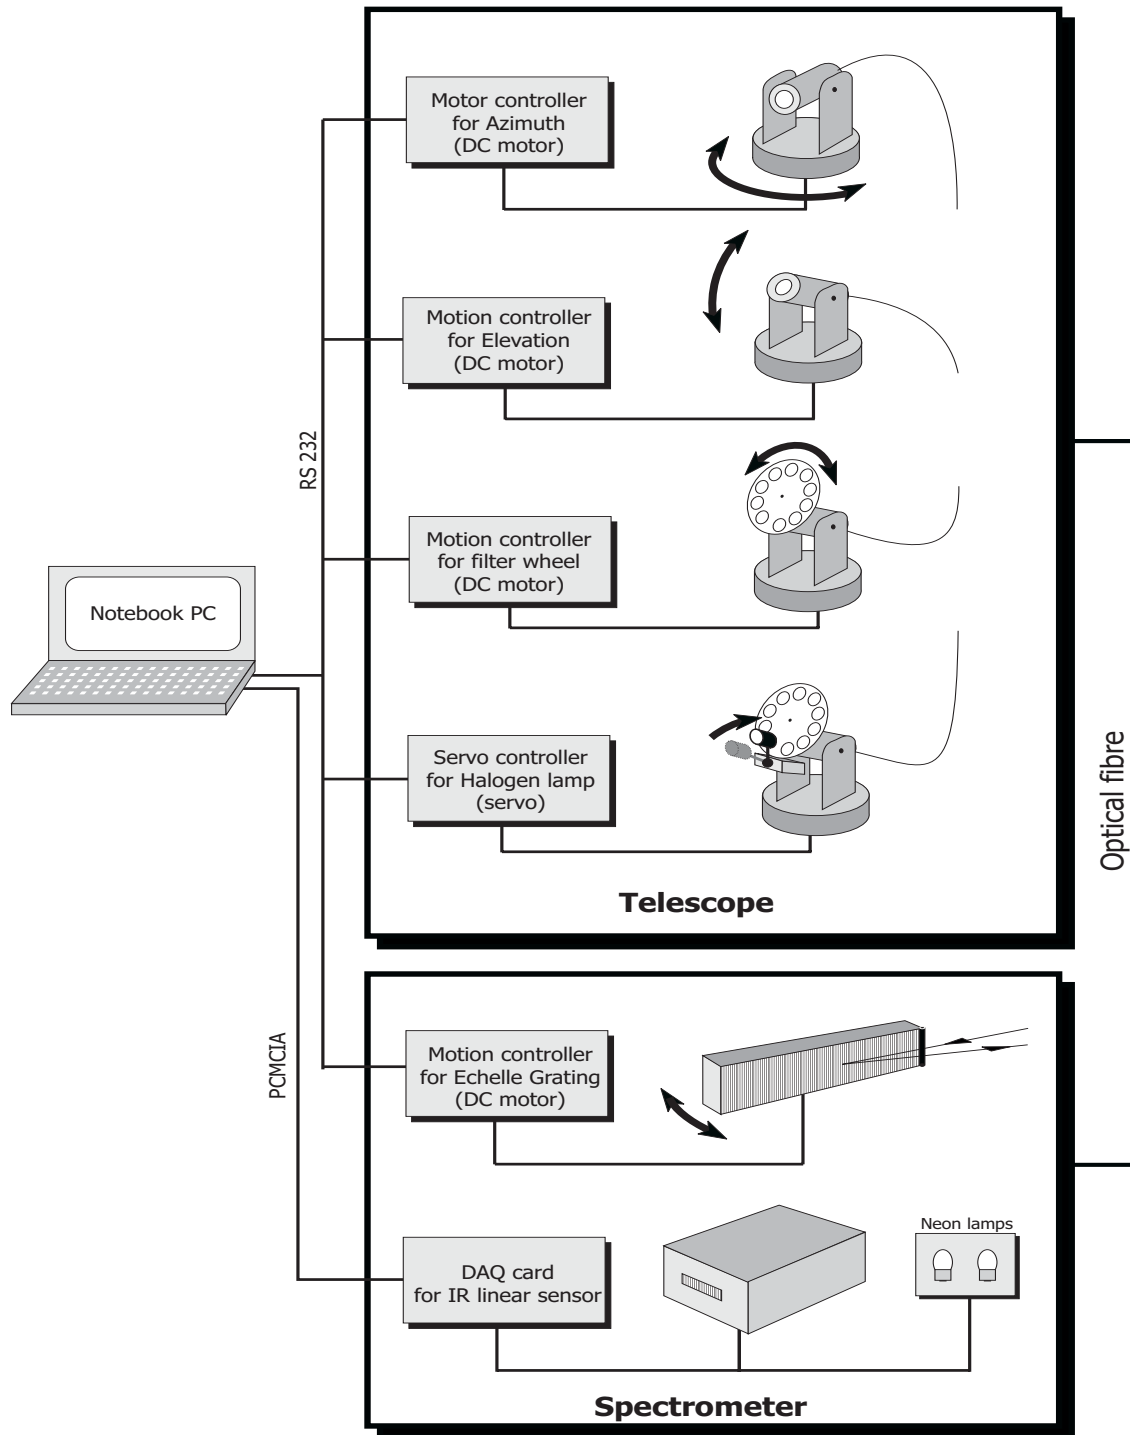 Motor controller
for Azimuth
(DC motor)
Motion controller
for Elevation
(DC motor)
RS 232
Motion controller
for filter wheel
(DC motor)
Notebook PC
Servo controller
for Halogen lamp
(servo)
Optical fibre
Telescope
PCMCIA
Motion controller
for Echelle Grating
(DC motor)
Neon lamps
DAQ card
for IR linear sensor
Spectrometer